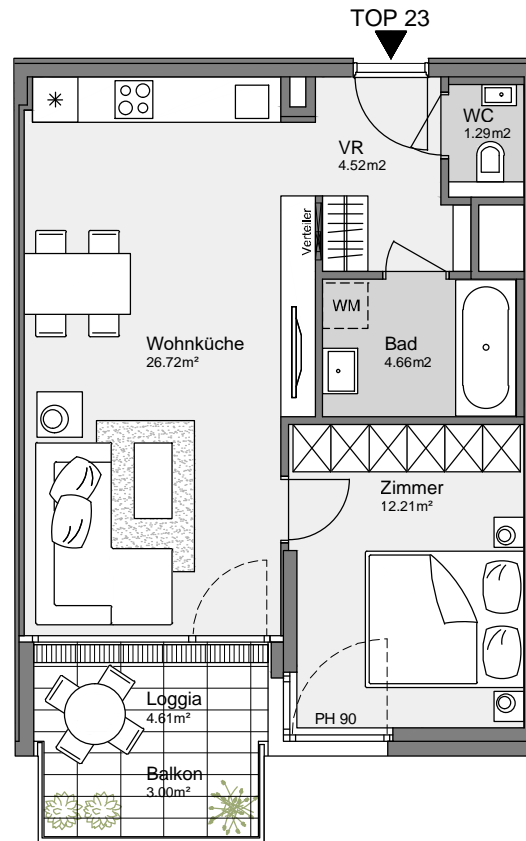 TOP 23
WC
1.29m2
VR
4.52m2
Verteiler
WM
Bad
4.66m2
Wohnküche
26.72m²
Zimmer
12.21m²
Loggia
4.61m²
PH 90
Balkon
3.00m²